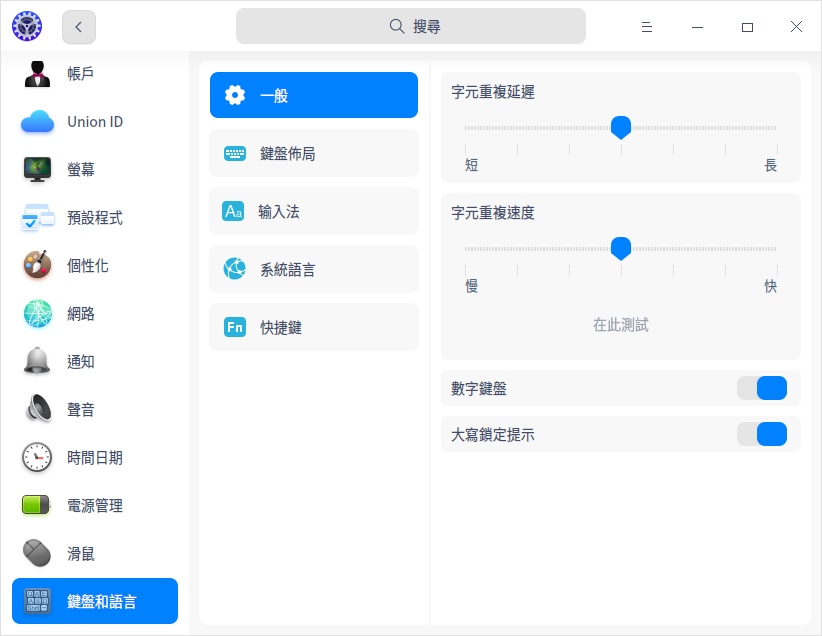 搜尋
帳戶
Union ID
螢幕
預設程式
個性化
網路
通知
聲音
時間日期
電源管理
滑鼠
鍵盤和語言
一般
鍵盤佈局
Aa 输入法
系統語言
Fn 快捷鍵
字元重複延遲
短 長
字元重複速度
慢 快
在此測試
數字鍵盤
大寫鎖定提示